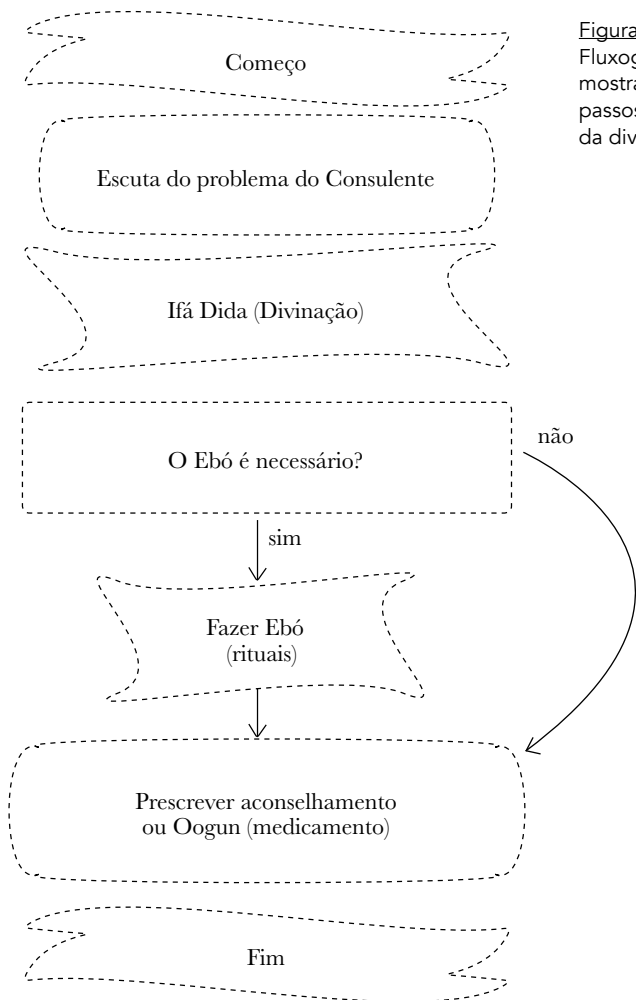 Começo
Figura
Fluxog
mostra
passos
da div
Escuta do problema do Consulente
Ifá Dida (Divinação)
O Ebó é necessário?
não
sim
Fazer Ebó
(rituais)
Prescrever aconselhamento
ou Oogun (medicamento)
Fim